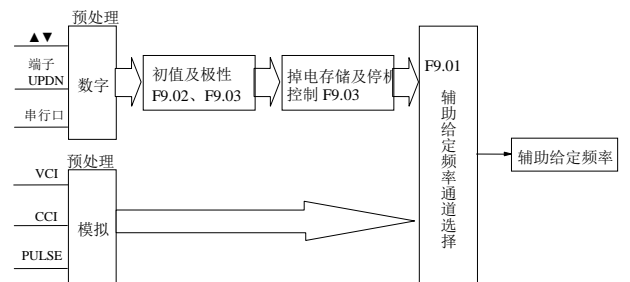 预处理
▲▼
端子
UPDN
串行口
数字
初值及极性
F9.02、F9.03
掉电存储及停机
控制 F9.03
F9.01
辅助给定频率通道选择
辅助给定频率
预处理
VCI
CCI
PULSE
模拟